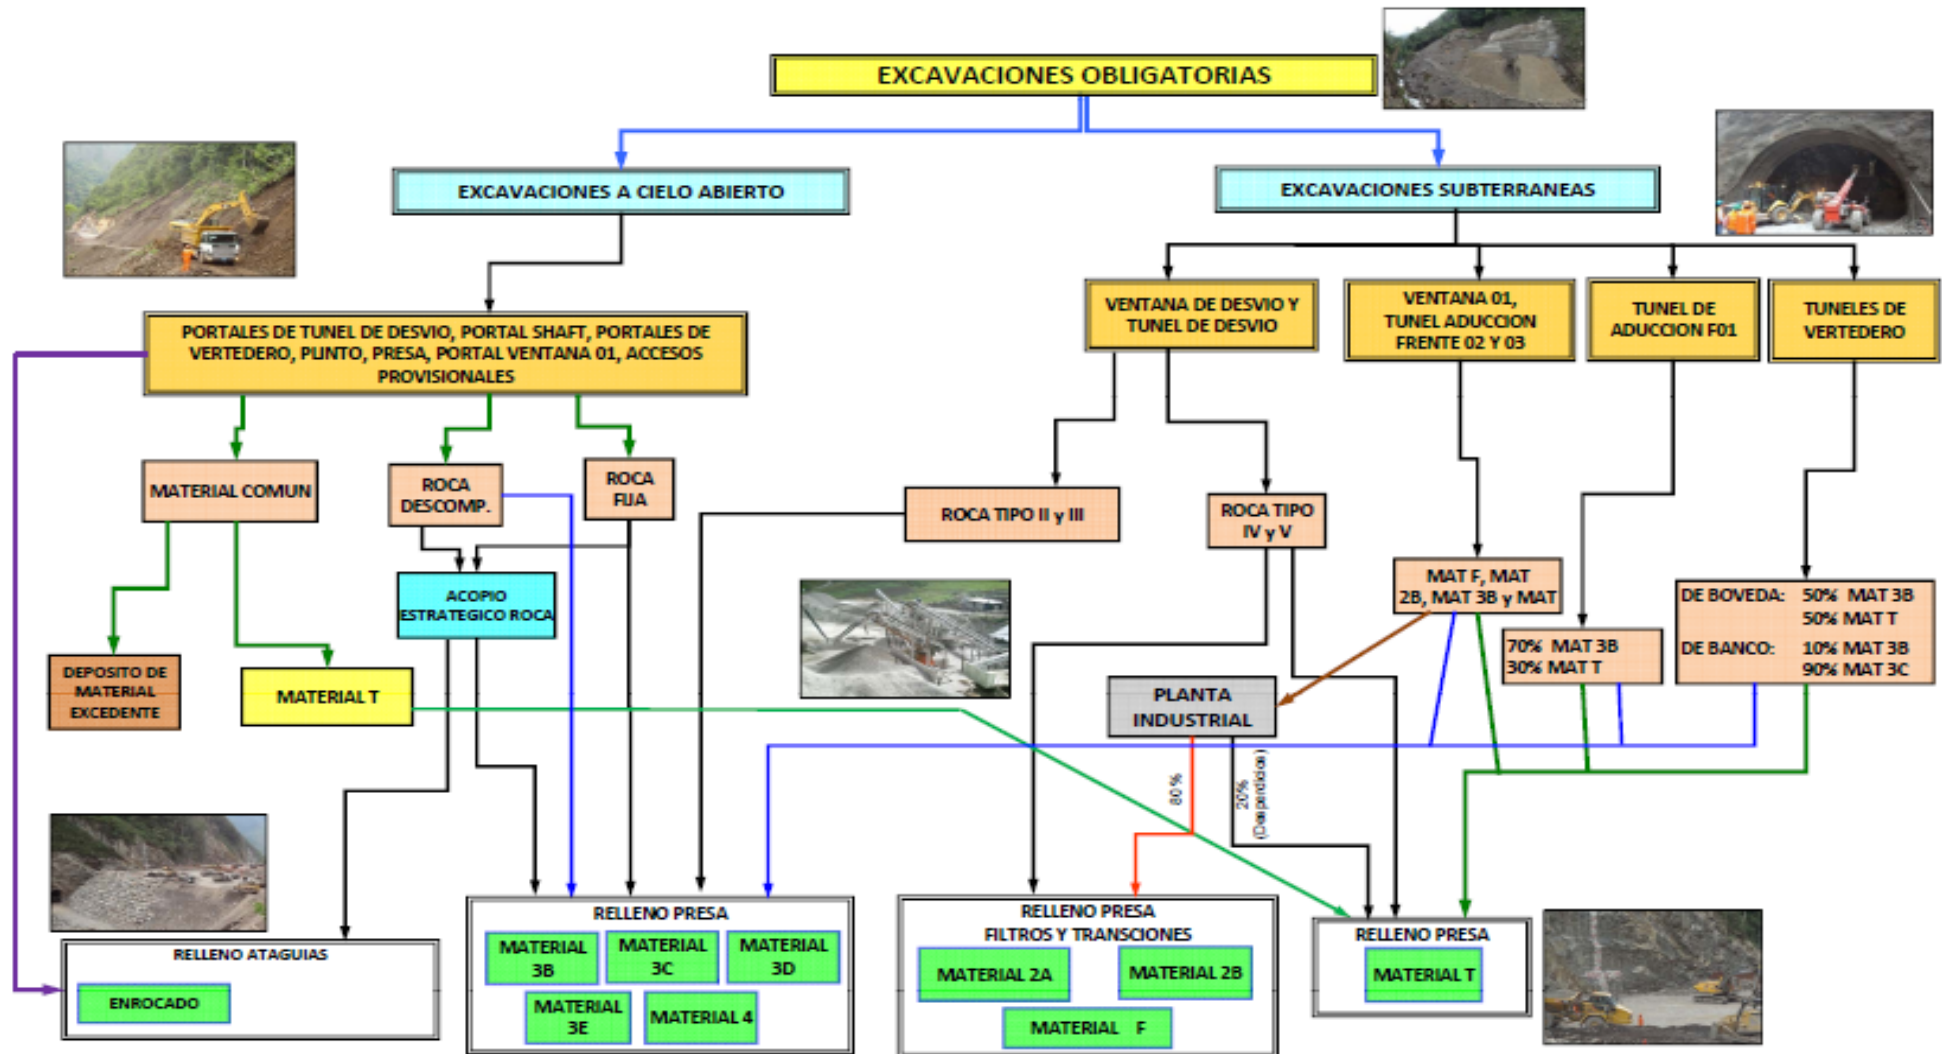 EXCAVACIONES OBLIGATORIAS
EXCAVACIONES A CIELO ABIERTO
EXCAVACIONES SUBTERRANEAS
PORTALES DE TUNEL DE DESVIO, PORTAL SHAFT, PORTALES DE
VERTEDERO, PLINTO, PRESA, PORTAL VENTANA 01, ACCESOS
PROVISIONALES
VENTANA DE DESVIO Y
TUNEL DE DESVIO
VENTANA 01,
TUNEL ADUCCION
FRENTE 02 Y 03
TUNEL DE
ADUCCION F01
TUNELES DE
VERTEDERO
MATERIAL COMUN
ROCA
DESCOMP.
ROCA
FIJA
ROCA TIPO II y III
ROCA TIPO
IV y V
MAT F, MAT
2B, MAT 3B y MAT
ACOPIO
ESTRATEGICO ROCA
70% MAT 3B
30% MAT T
DE BOVEDA: 50% MAT 3B
50% MAT T
DE BANCO: 10% MAT 3B
90% MAT 3C
DEPOSITO DE
MATERIAL
EXCEDENTE
MATERIAL T
PLANTA
INDUSTRIAL
80%
20%
(Desperdicios)
RELLENO ATAGUIAS
ENROCADO
RELLENO PRESA
MATERIAL
3B
MATERIAL
3C
MATERIAL
3D
MATERIAL
3E
MATERIAL 4
RELLENO PRESA
FILTROS Y TRANSCIONES
MATERIAL 2A
MATERIAL 2B
MATERIAL F
RELLENO PRESA
MATERIAL T